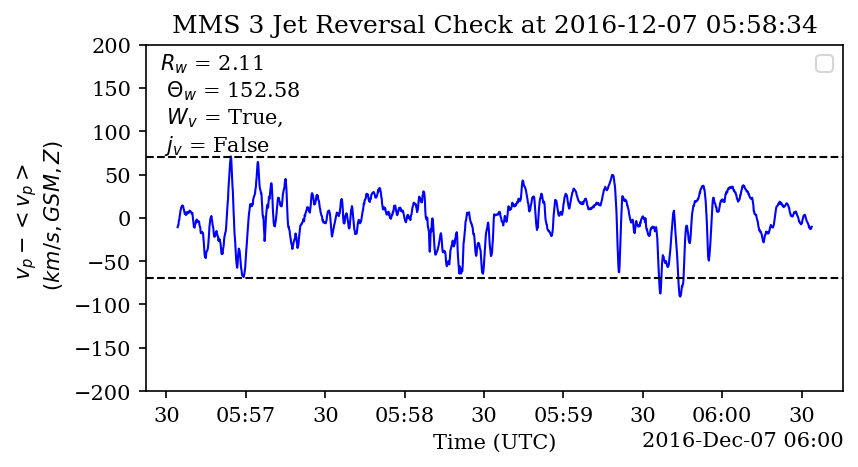 MMS 3 Jet Reversal Check at 2016-12-07 05:58:34
R_w = 2.11
Θ_w = 152.58
W_v = True,
j_v = False
v_p - < v_p >
(km/s, GSM, Z)
200
150
100
50
0
−50
−100
−150
−200
30 05:57 30 05:58 30 05:59 30 06:00 30
Time (UTC)
2016-Dec-07 06:00